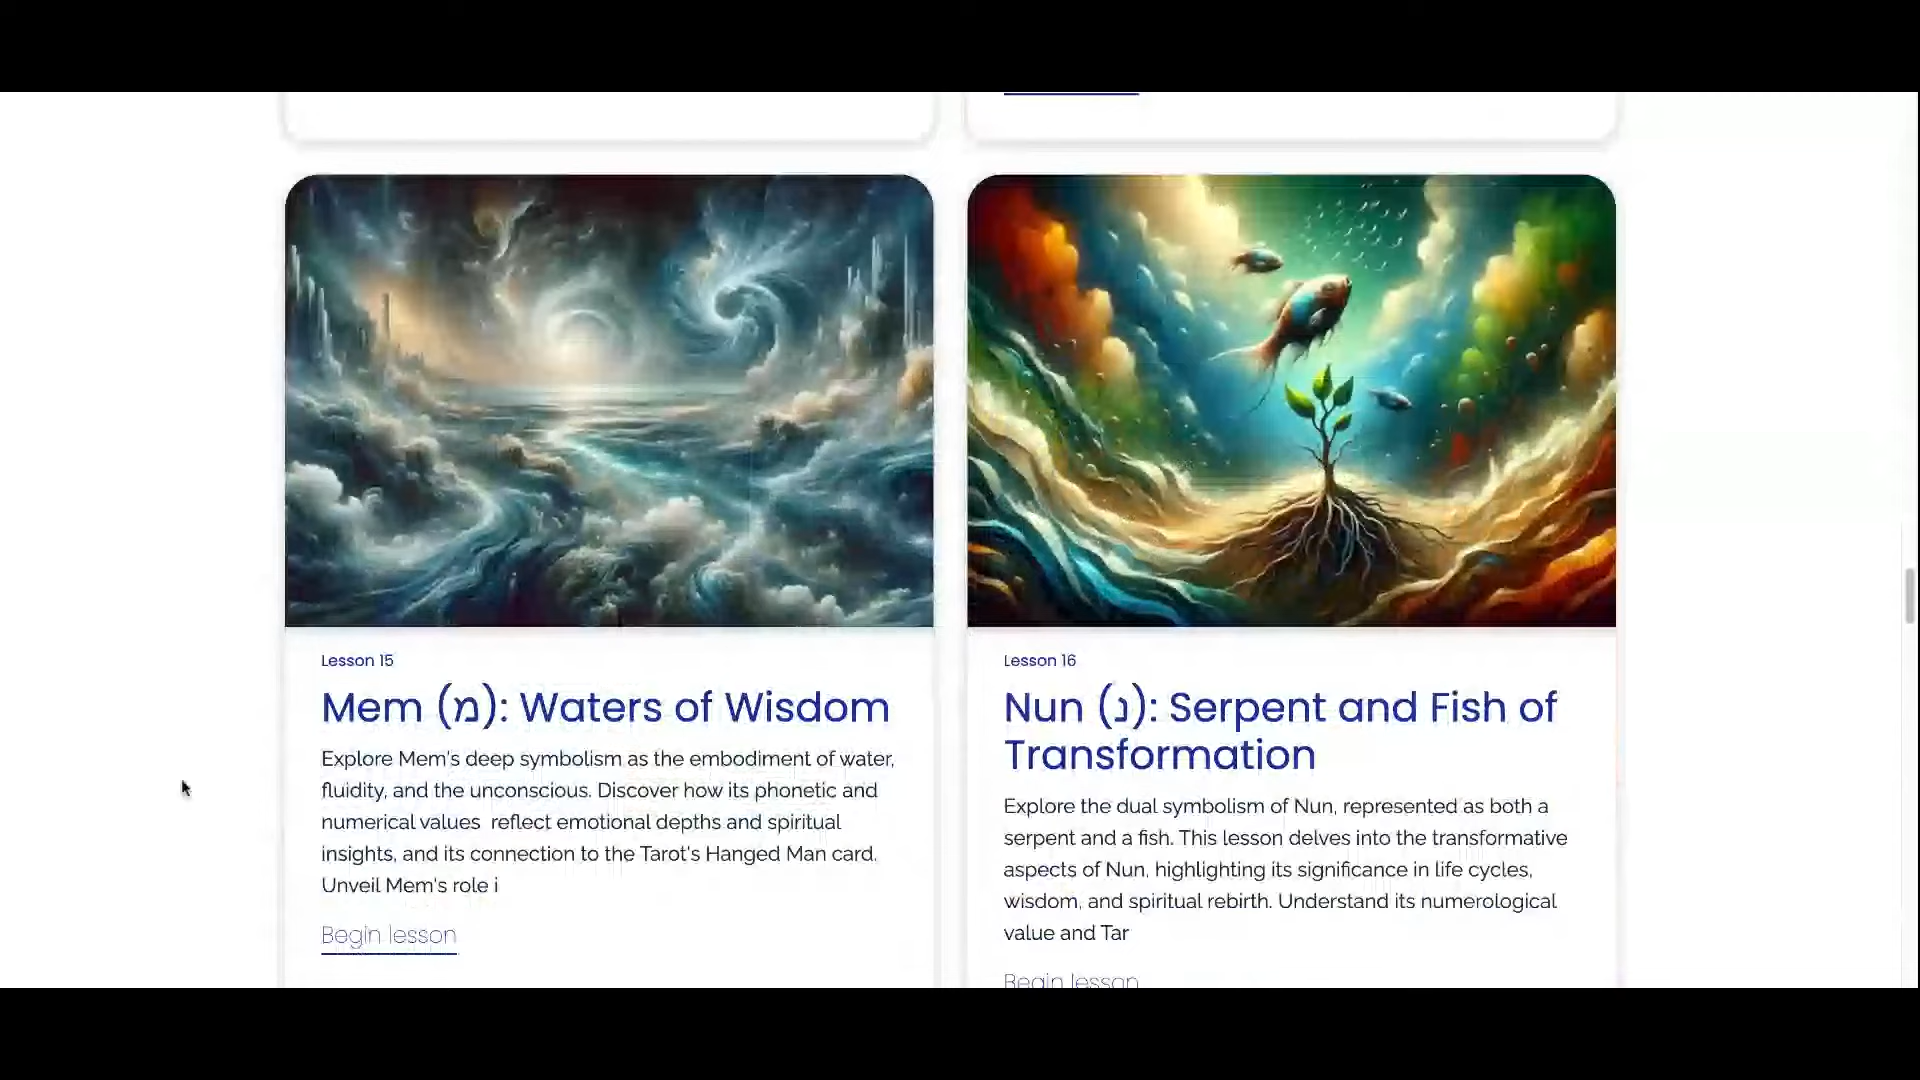 Lesson 15
Mem (מ): Waters of Wisdom
Explore Mem's deep symbolism as the embodiment of water,
fluidity, and the unconscious. Discover how its phonetic and
numerical values  reflect emotional depths and spiritual
insights, and its connection to the Tarot's Hanged Man card.
Unveil Mem's role i
Begin lesson
Lesson 16
Nun (נ): Serpent and Fish of
Transformation
Explore the dual symbolism of Nun, represented as both a
serpent and a fish. This lesson delves into the transformative
aspects of Nun, highlighting its significance in life cycles,
wisdom, and spiritual rebirth. Understand its numerological
value and Tar
Begin lesson